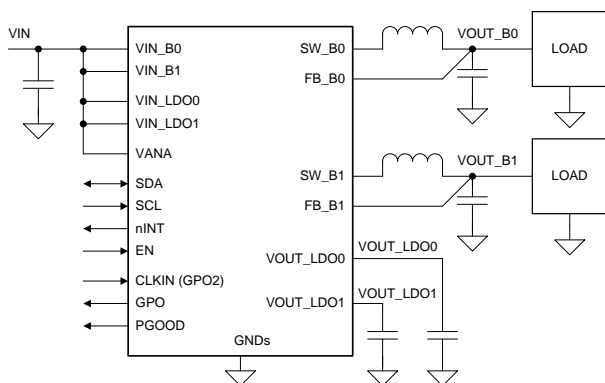 VIN
VIN_B0
VIN_B1
VIN_LDO0
VIN_LDO1
VANA
SDA
SCL
nINT
EN
CLKIN (GPO2)
GPO
PGOOD
GNDs
SW_B0
FB_B0
SW_B1
FB_B1
VOUT_LDO0
VOUT_LDO1
VOUT_B0
LOAD
VOUT_B1
LOAD
VOUT_LDO0
VOUT_LDO1